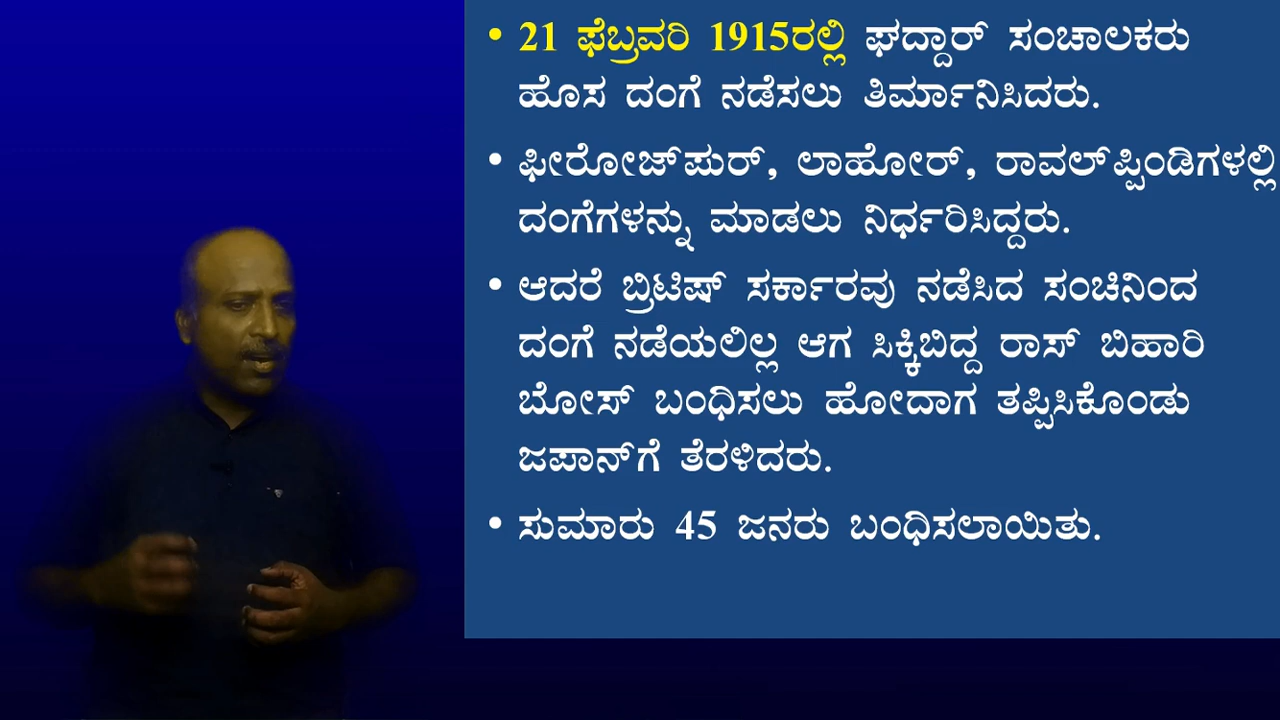 • 21 ಫೆಬ್ರವರಿ 1915ರಲ್ಲಿ ಘದ್ದಾರ್ ಸಂಚಾಲಕರು
ಹೊಸ ದಂಗೆ ನಡೆಸಲು ತಿರ್ಮಾನಿಸಿದರು.
• ಫೀರೋಜ್‌ಪುರ್, ಲಾಹೋರ್, ರಾವಲ್‌ಪ್ಪಿಂಡಿಗಳಲ್ಲಿ
ದಂಗೆಗಳನ್ನು ಮಾಡಲು ನಿರ್ಧರಿಸಿದ್ದರು.
• ಆದರೆ ಬ್ರಿಟಿಷ್ ಸರ್ಕಾರವು ನಡೆಸಿದ ಸಂಚಿನಿಂದ
ದಂಗೆ ನಡೆಯಲಿಲ್ಲ ಆಗ ಸಿಕ್ಕಿಬಿದ್ದ ರಾಸ್ ಬಿಹಾರಿ
ಬೋಸ್ ಬಂಧಿಸಲು ಹೋದಾಗ ತಪ್ಪಿಸಿಕೊಂಡು
ಜಪಾನ್‌ಗೆ ತೆರಳಿದರು.
• ಸುಮಾರು 45 ಜನರು ಬಂಧಿಸಲಾಯಿತು.